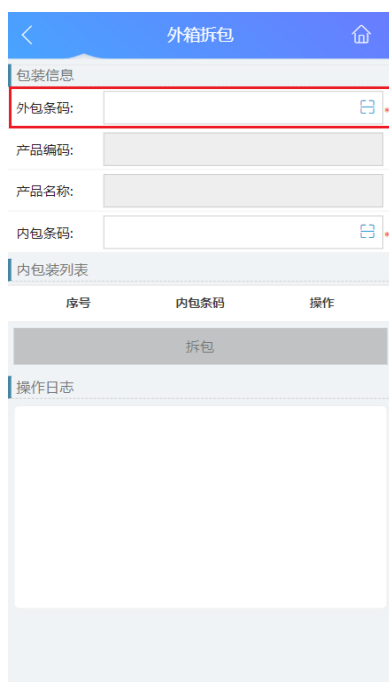 外箱拆包
包装信息
外包条码: *
产品编码:
产品名称:
内包条码: *
内包装列表
序号 内包条码 操作
拆包
操作日志